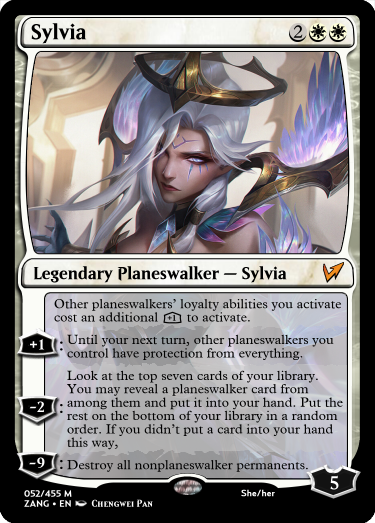 Sylvia 2
Legendary Planeswalker — Sylvia
Other planeswalkers' loyalty abilities you activate
cost an additional +1 to activate.
+1: Until your next turn, other planeswalkers you
control have protection from everything.
Look at the top seven cards of your library.
You may reveal a planeswalker card from
-2: among them and put it into your hand. Put the
rest on the bottom of your library in a random
order. If you didn't put a card into your hand
this way,
-9: Destroy all nonplaneswalker permanents.
5
052/455 M She/her
ZANG • EN Chengwei Pan